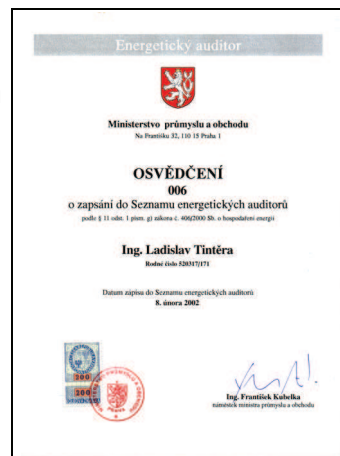 Energetický auditor
Ministerstvo průmyslu a obchodu
Na Františku 32, 110 15 Praha 1
OSVĚDČENÍ
006
o zapsání do Seznamu energetických auditorů
podle § 11 odst. 1 písm. g) zákona č. 406/2000 Sb. o hospodaření energií
Ing. Ladislav Tintěra
Rodné číslo 520317/171
Datum zápisu do Seznamu energetických auditorů
8. února 2002
200
200
PRAHA
Ing. František Kubelka
náměstek ministra průmyslu a obchodu